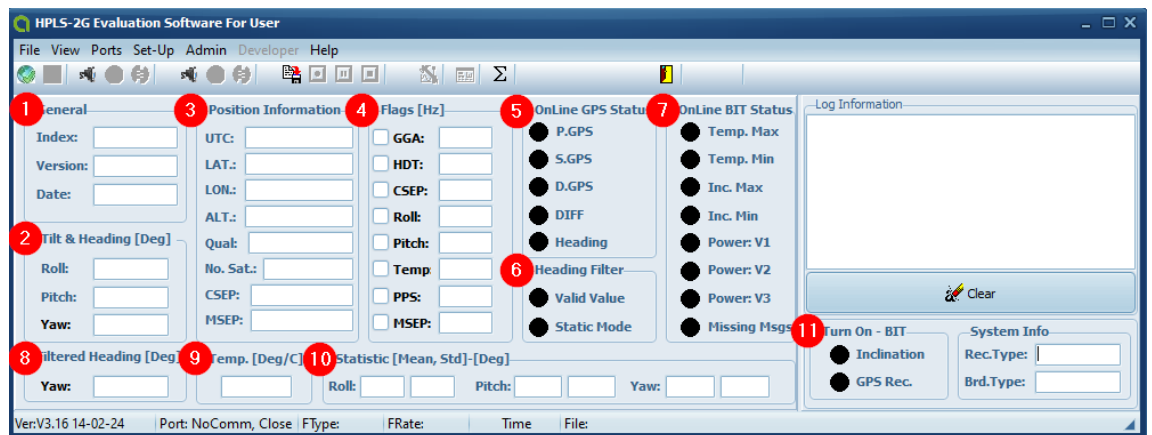 HPLS-2G Evaluation Software For User
File View Ports Set-Up Admin Developer Help
Σ
1 General
Index:
Version:
Date:
2 Tilt & Heading [Deg]
Roll:
Pitch:
Yaw:
3 Position Information
UTC:
LAT.:
LON.:
ALT.:
Qual:
No. Sat.:
CSEP:
MSEP:
4 Flags [Hz]
GGA:
HDT:
CSEP:
Roll:
Pitch:
Temp:
PPS:
MSEP:
5 OnLine GPS Status
P.GPS
S.GPS
D.GPS
DIFF
Heading
6 Heading Filter
Valid Value
Static Mode
7 OnLine BIT Status
Temp. Max
Temp. Min
Inc. Max
Inc. Min
Power: V1
Power: V2
Power: V3
Missing Msgs
Log Information
Clear
8 Filtered Heading [Deg]
Yaw:
9 Temp. [Deg/C]
10 Statistic [Mean, Std]-[Deg]
Roll: Pitch: Yaw:
11 Turn On - BIT
Inclination
GPS Rec.
System Info
Rec.Type:
Brd.Type:
Ver:V3.16 14-02-24 Port: NoComm, Close FType: FRate: Time File: